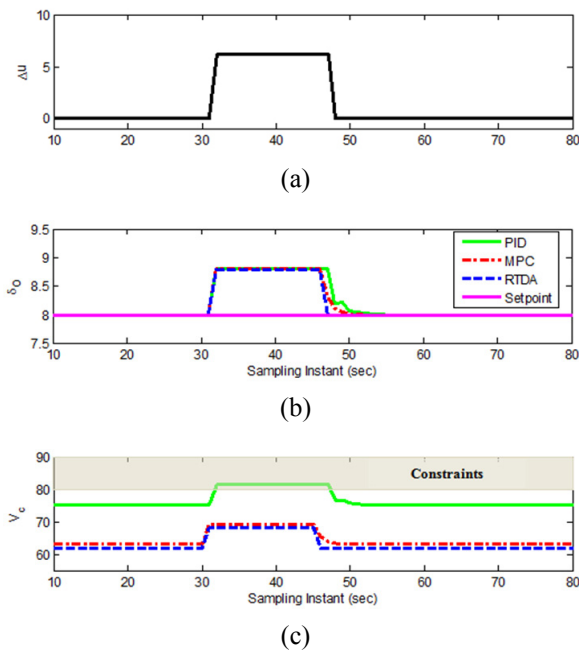 10
5
0
Δu
10 20 30 40 50 60 70 80
(a)
9.5
9
8.5
8
7.5
δO
PID
MPC
RTDA
Setpoint
10 20 30 40 50 60 70 80
Sampling Instant (sec)
(b)
90
80
70
60
Vc
Constraints
10 20 30 40 50 60 70 80
Sampling Instant (sec)
(c)